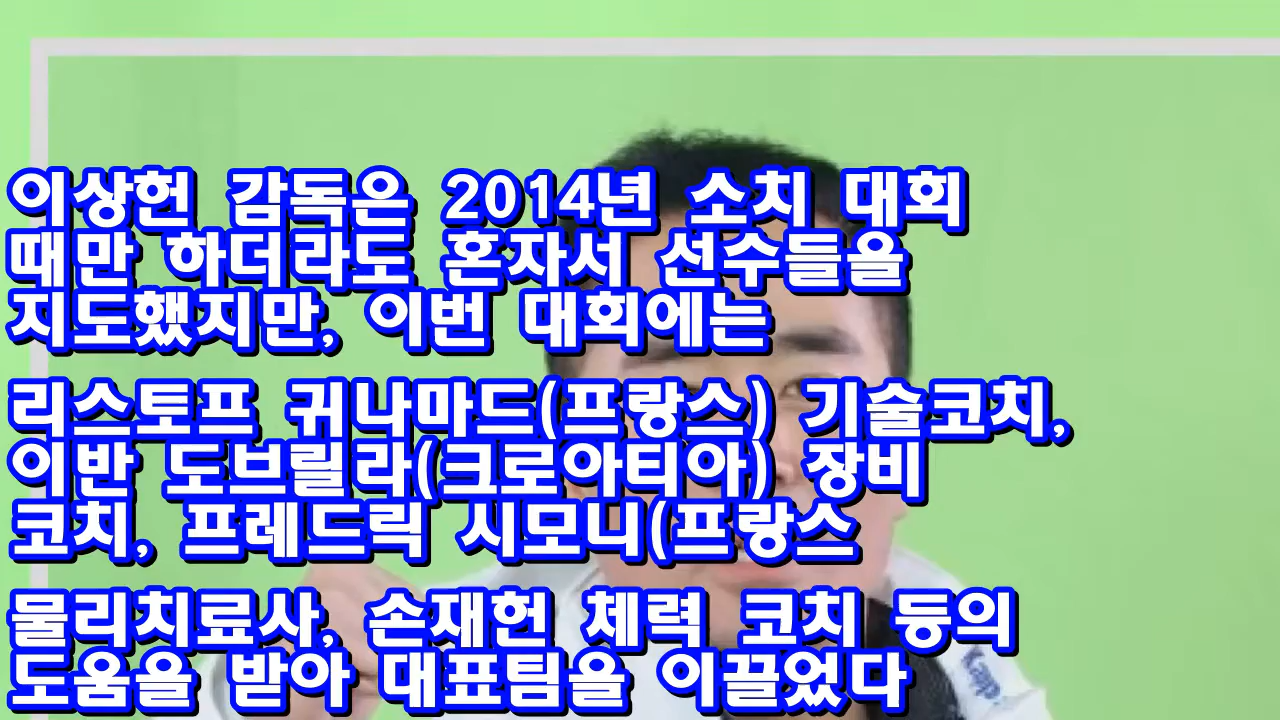 이상헌 감독은 2014년 소치 대회
때만 하더라도 혼자서 선수들을
지도했지만, 이번 대회에는
리스토프 귀나마드(프랑스) 기술코치,
이반 도브릴라(크로아티아) 장비
코치, 프레드릭 시모니(프랑스
물리치료사, 손재헌 체력 코치 등의
도움을 받아 대표팀을 이끌었다